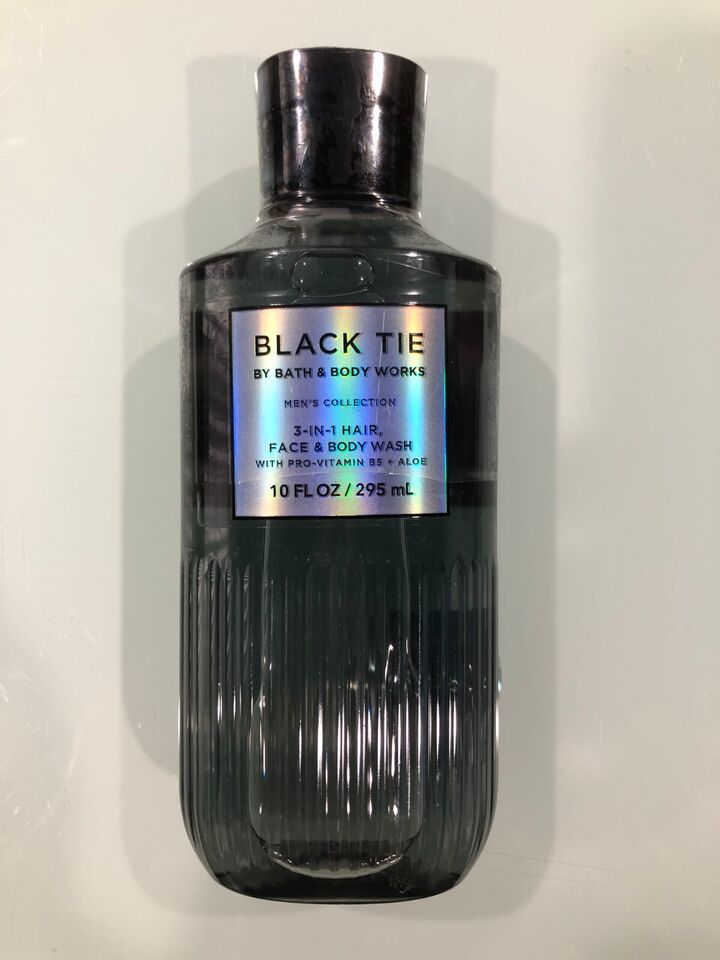 BLACK TIE
BY BATH & BODY WORKS
MEN'S COLLECTION
3-IN-1 HAIR,
FACE & BODY WASH
WITH PRO-VITAMIN B5 + ALOE
10 FL OZ / 295 mL